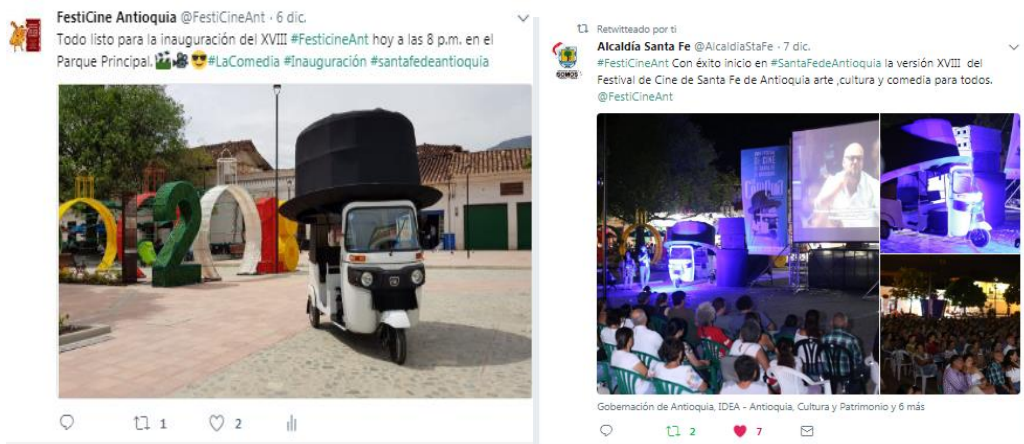 FestiCine Antioquia @FestiCineAnt · 6 dic.
Todo listo para la inauguración del XVIII #FesticineAnt hoy a las 8 p.m. en el
Parque Principal. 🎬🎥😎#LaComedia #Inauguración #santafedeantioquia
1
2
Retwitteado por ti
Alcaldía Santa Fe @AlcaldiaStaFe · 7 dic.
#FestiCineAnt Con éxito inicio en #SantaFedeAntioquia la versión XVIII del
Festival de Cine de Santa Fe de Antioquia arte ,cultura y comedia para todos.
@FestiCineAnt
SOMOS
CINE
Gobernación de Antioquia, IDEA - Antioquia, Cultura y Patrimonio y 6 más
2
7